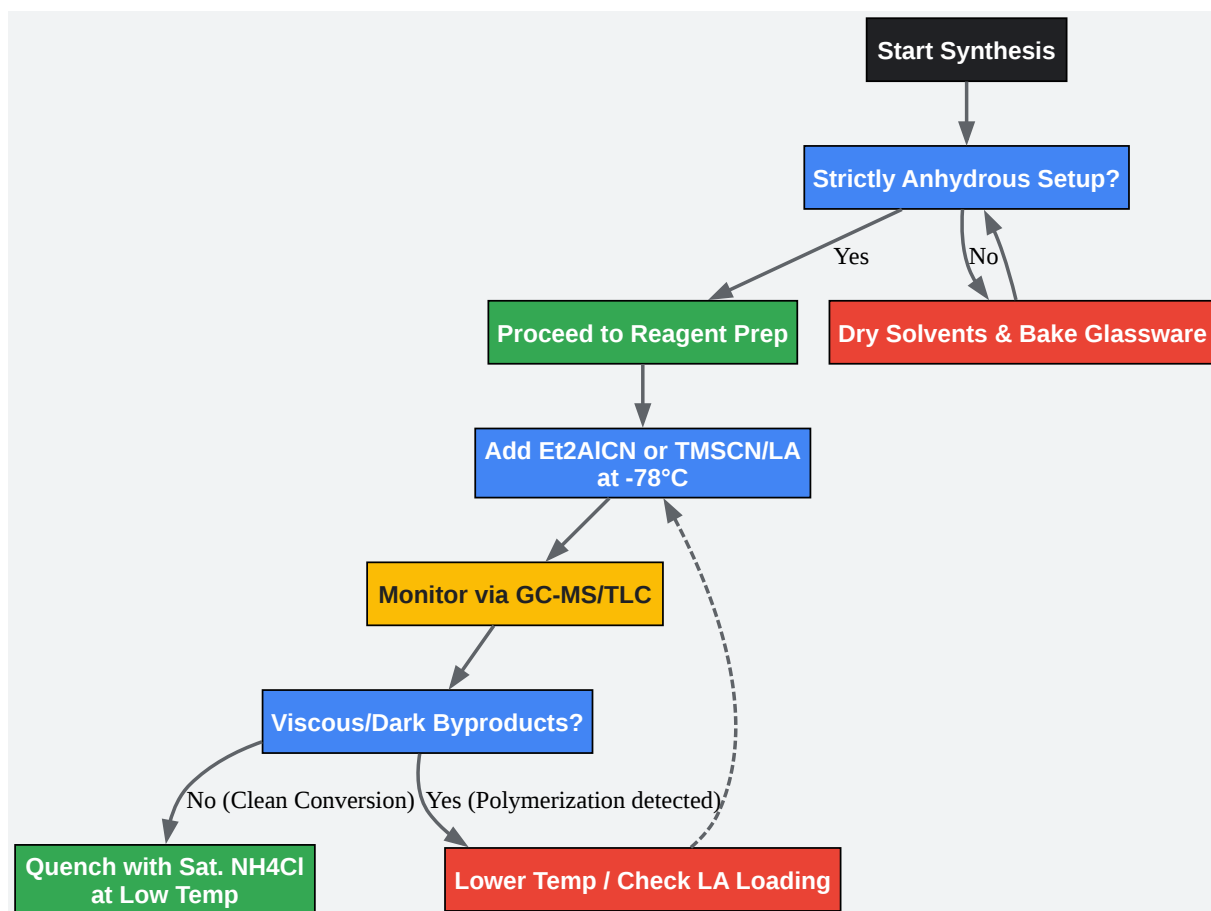 Start Synthesis
Strictly Anhydrous Setup?
Yes
No
Proceed to Reagent Prep
Dry Solvents & Bake Glassware
Add Et2AlCN or TMSCN/LA
at -78°C
Monitor via GC-MS/TLC
Viscous/Dark Byproducts?
No (Clean Conversion)
Yes (Polymerization detected)
Quench with Sat. NH4Cl
at Low Temp
Lower Temp / Check LA Loading